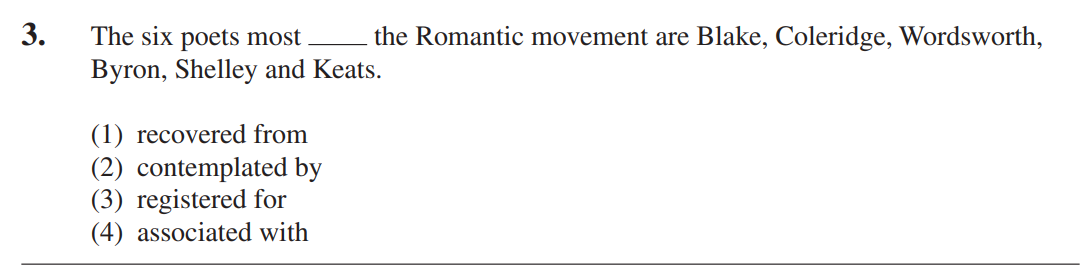 3. The six poets most ____ the Romantic movement are Blake, Coleridge, Wordsworth,
Byron, Shelley and Keats.
(1) recovered from
(2) contemplated by
(3) registered for
(4) associated with